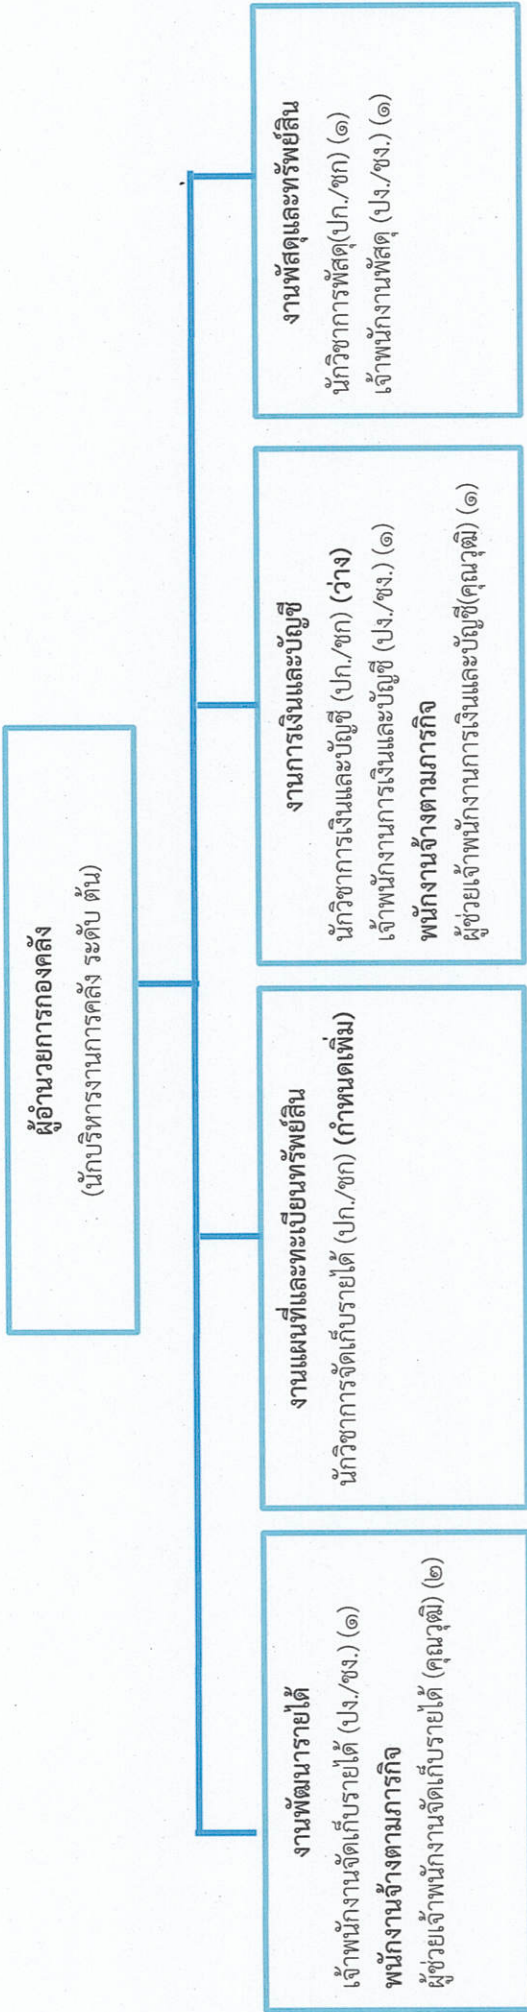 ผู้อำนวยการกองคลัง
(นักบริหารงานการคลัง ระดับ ต้น)
งานพัฒนารายได้
เจ้าพนักงานจัดเก็บรายได้ (ปง./ชง.) (๑)
พนักงานจ้างตามภารกิจ
ผู้ช่วยเจ้าพนักงานจัดเก็บรายได้ (คุณวุฒิ) (๒)
งานแผนที่และทะเบียนทรัพย์สิน
นักวิชาการจัดเก็บรายได้ (ปก./ชก) (กำหนดเพิ่ม)
งานการเงินและบัญชี
นักวิชาการเงินและบัญชี (ปก./ชก) (ว่าง)
เจ้าพนักงานการเงินและบัญชี (ปง./ชง.) (๑)
พนักงานจ้างตามภารกิจ
ผู้ช่วยเจ้าพนักงานการเงินและบัญชี(คุณวุฒิ) (๑)
งานพัสดุและทรัพย์สิน
นักวิชาการพัสดุ(ปก./ชก) (๑)
เจ้าพนักงานพัสดุ (ปง./ชง.) (๑)